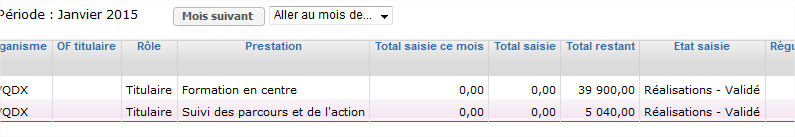 Période : Janvier 2015 Mois suivant Aller au mois de...
ganisme OF titulaire Rôle Prestation Total saisie ce mois Total saisie Total restant Etat saisie Régu
/QDX Titulaire Formation en centre 0,00 0,00 39 900,00 Réalisations - Validé
/QDX Titulaire Suivi des parcours et de l'action 0,00 0,00 5 040,00 Réalisations - Validé